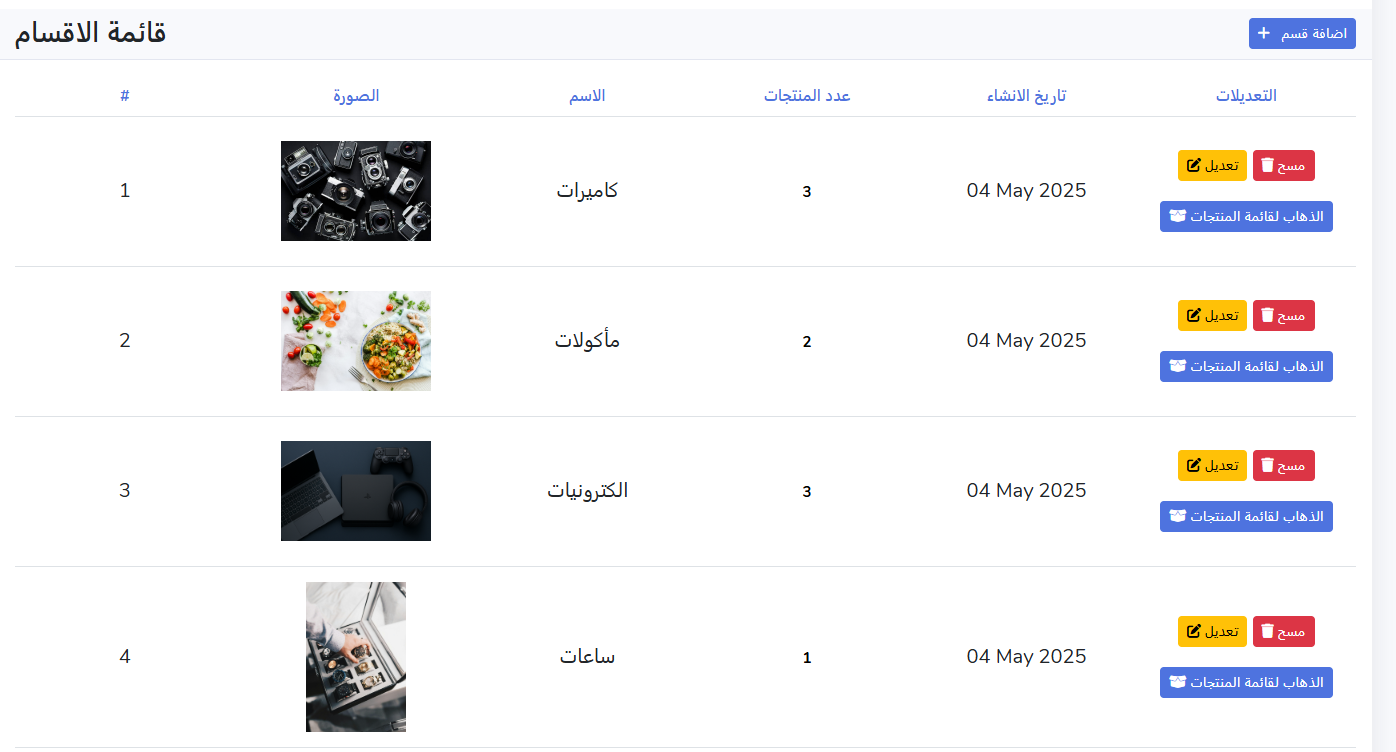 قائمة الاقسام
اضافة قسم
# الصورة الاسم عدد المنتجات تاريخ الانشاء التعديلات
1 كاميرات 3 04 May 2025 تعديل مسح
الذهاب لقائمة المنتجات
2 مأكولات 2 04 May 2025 تعديل مسح
الذهاب لقائمة المنتجات
3 الكترونيات 3 04 May 2025 تعديل مسح
الذهاب لقائمة المنتجات
4 ساعات 1 04 May 2025 تعديل مسح
الذهاب لقائمة المنتجات